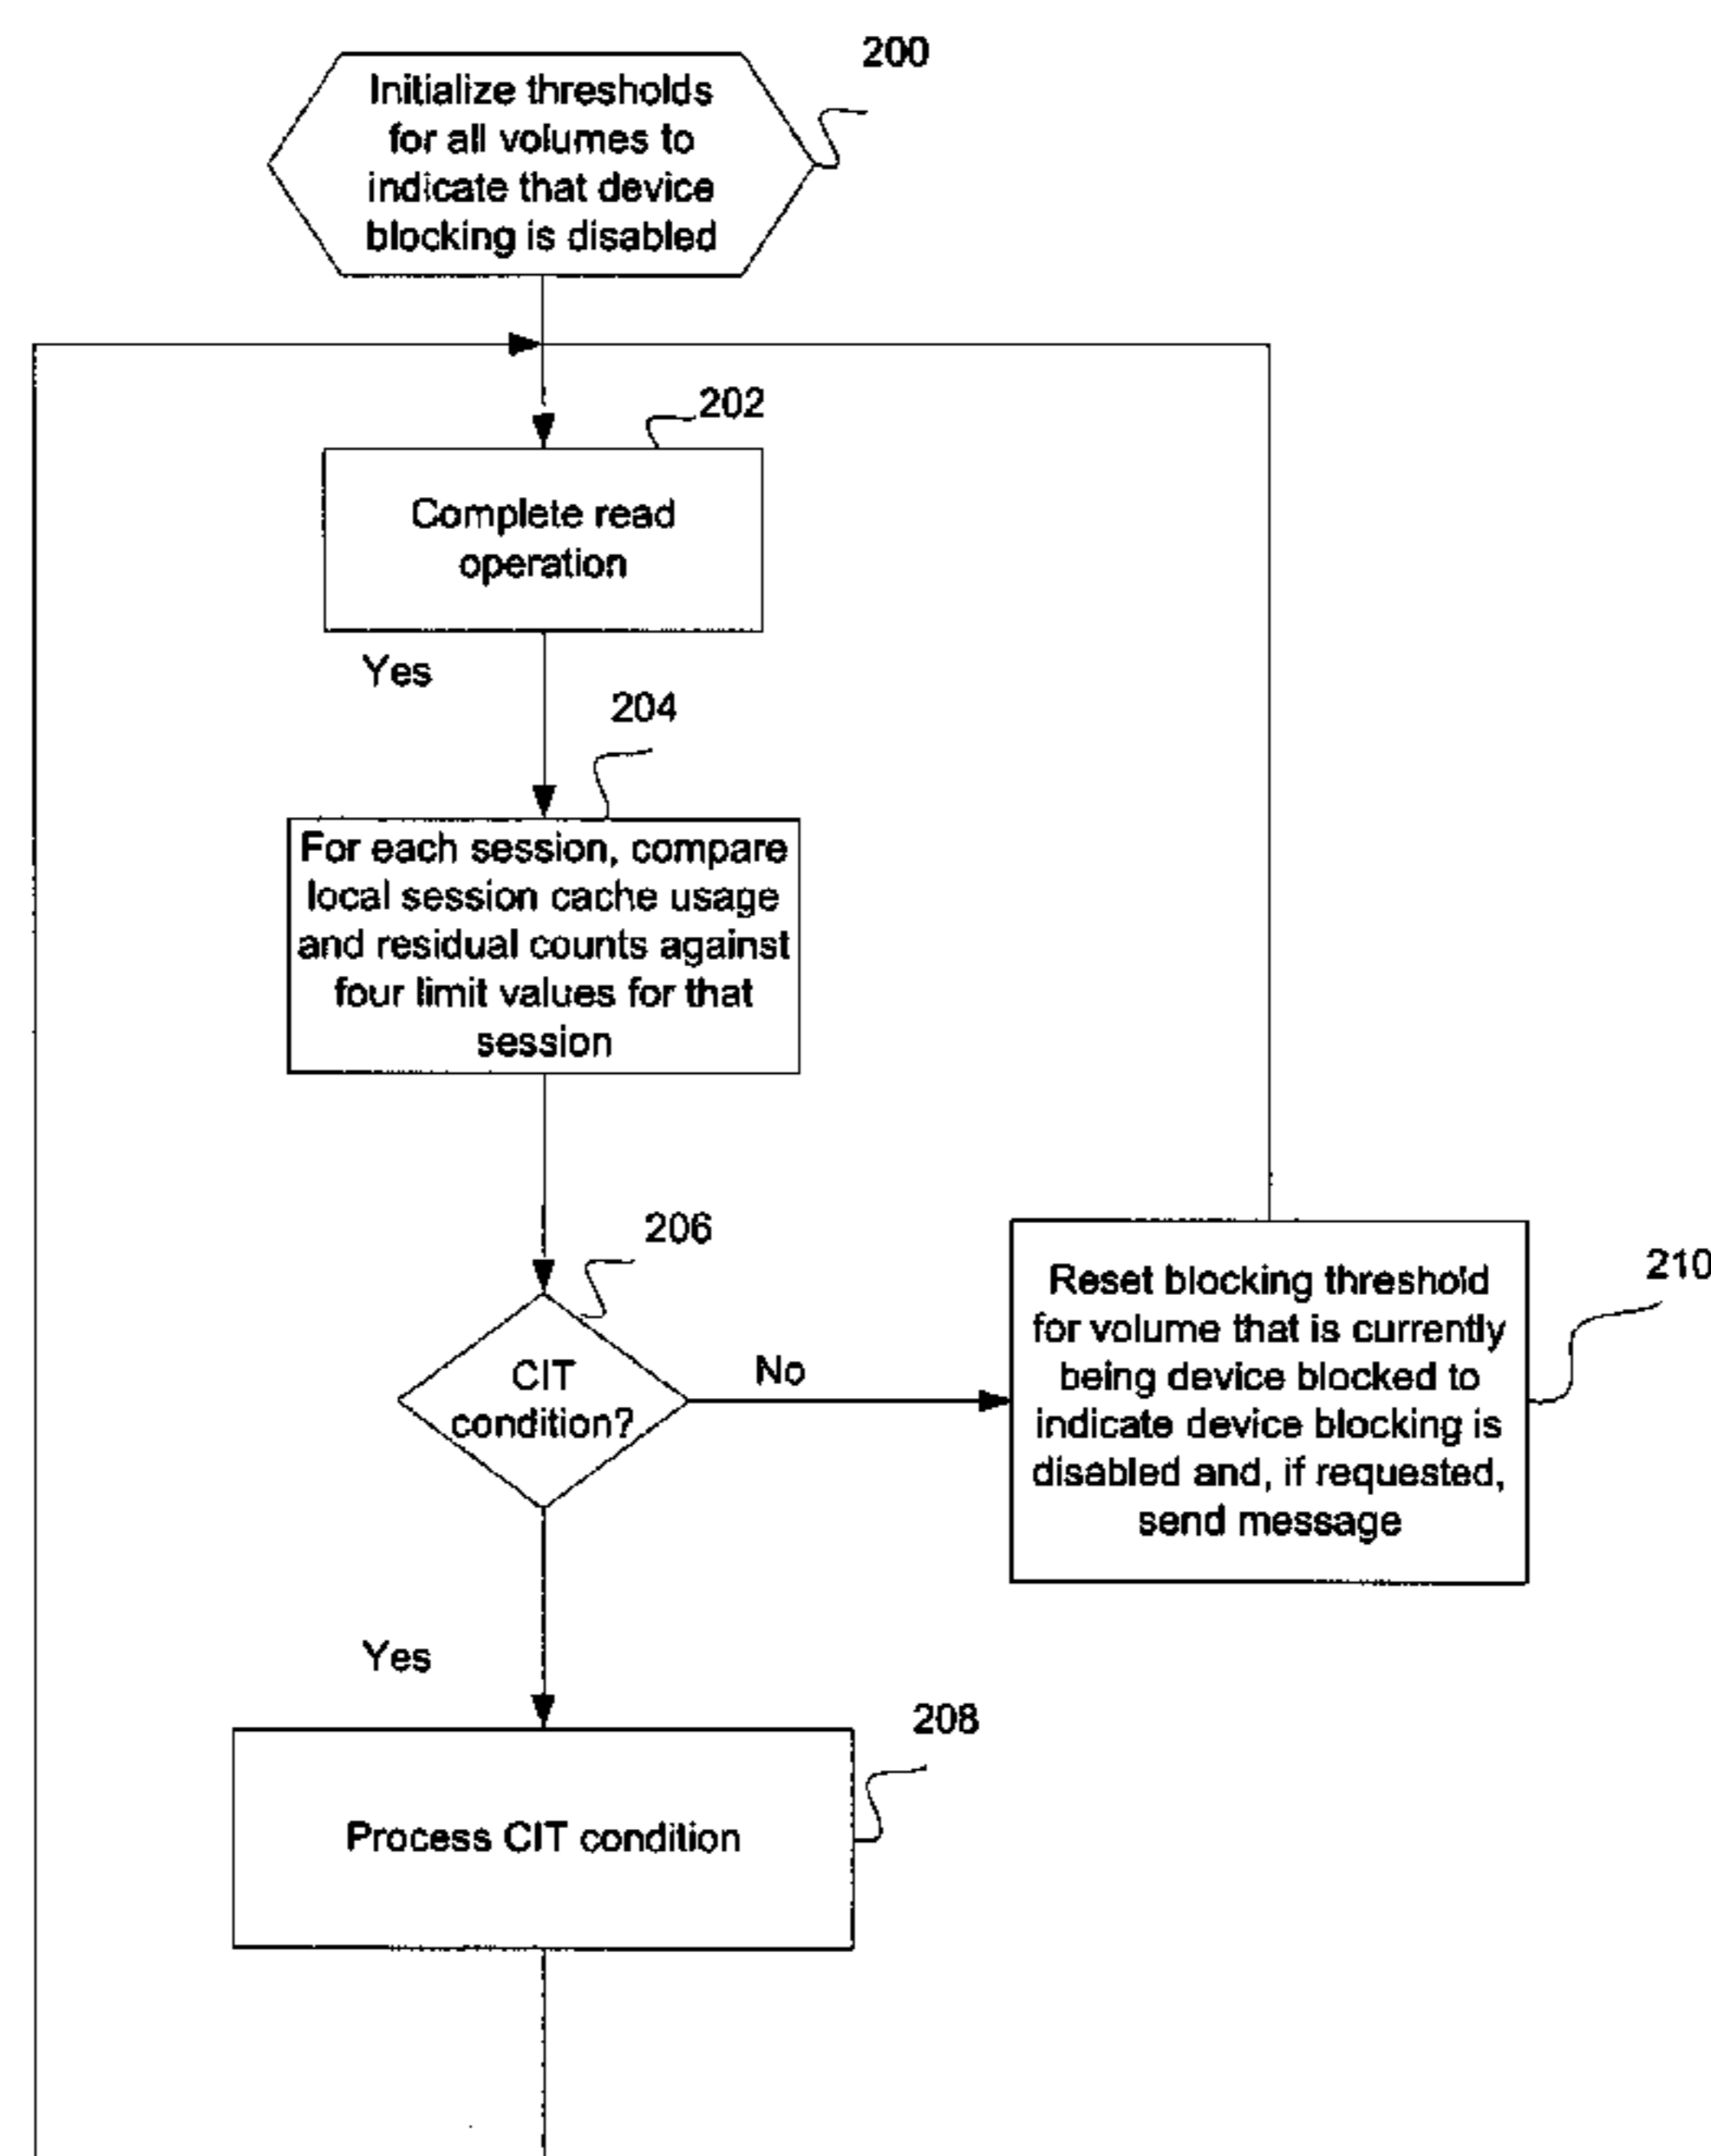 200
Initialize thresholds
for all volumes to
indicate that device
blocking is disabled
202
Complete read
operation
Yes
204
For each session, compare
local session cache usage
and residual counts against
four limit values for that
session
206
CIT
condition?
No
210
Reset blocking threshold
for volume that is currently
being device blocked to
indicate device blocking is
disabled and, if requested,
send message
Yes
208
Process CIT condition